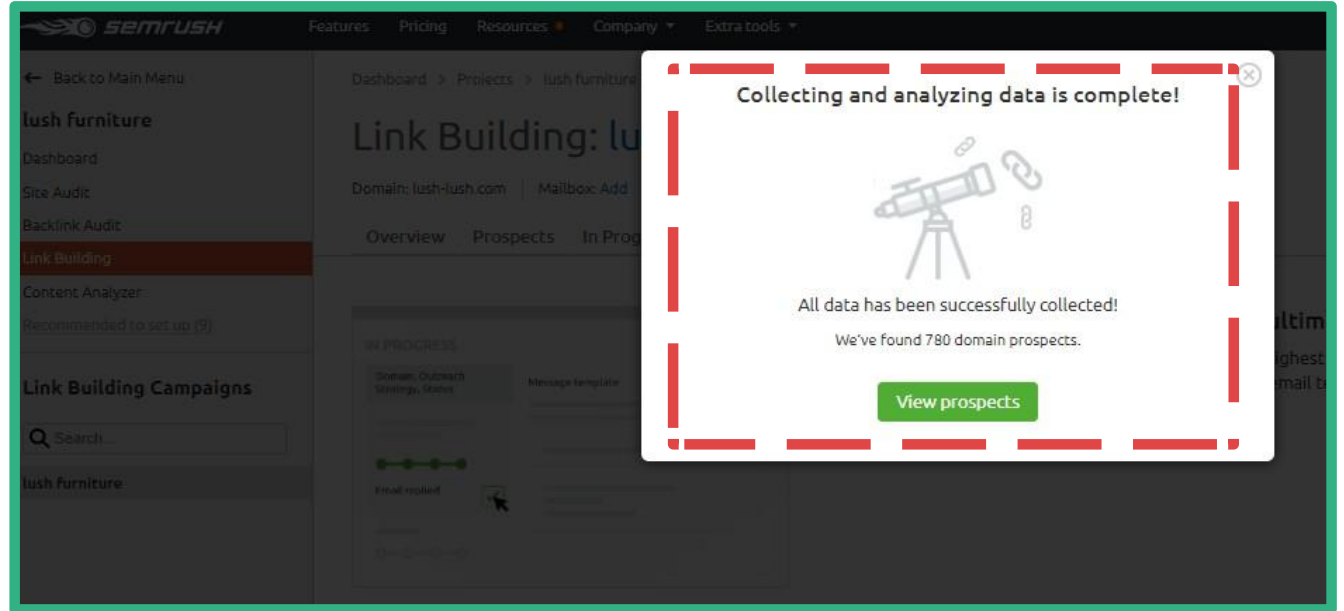 semrush
Features Pricing Resources Company Extra tools
← Back to Main Menu
lush furniture
Dashboard
Site Audit
Backlink Audit
Link Building
Content Analyzer
Recommended to set up (9)
Link Building Campaigns
Search...
lush furniture
Dashboard > Projects > lush furniture
Link Building: lu
Domain: lush-lush.com | Mailbox: Add
Overview Prospects In Prog
IN PROGRESS
Domain, Outreach
Strategy, Status
Message template
Email replied
Collecting and analyzing data is complete!
All data has been successfully collected!
We've found 780 domain prospects.
View prospects
ultim
ighest
email te